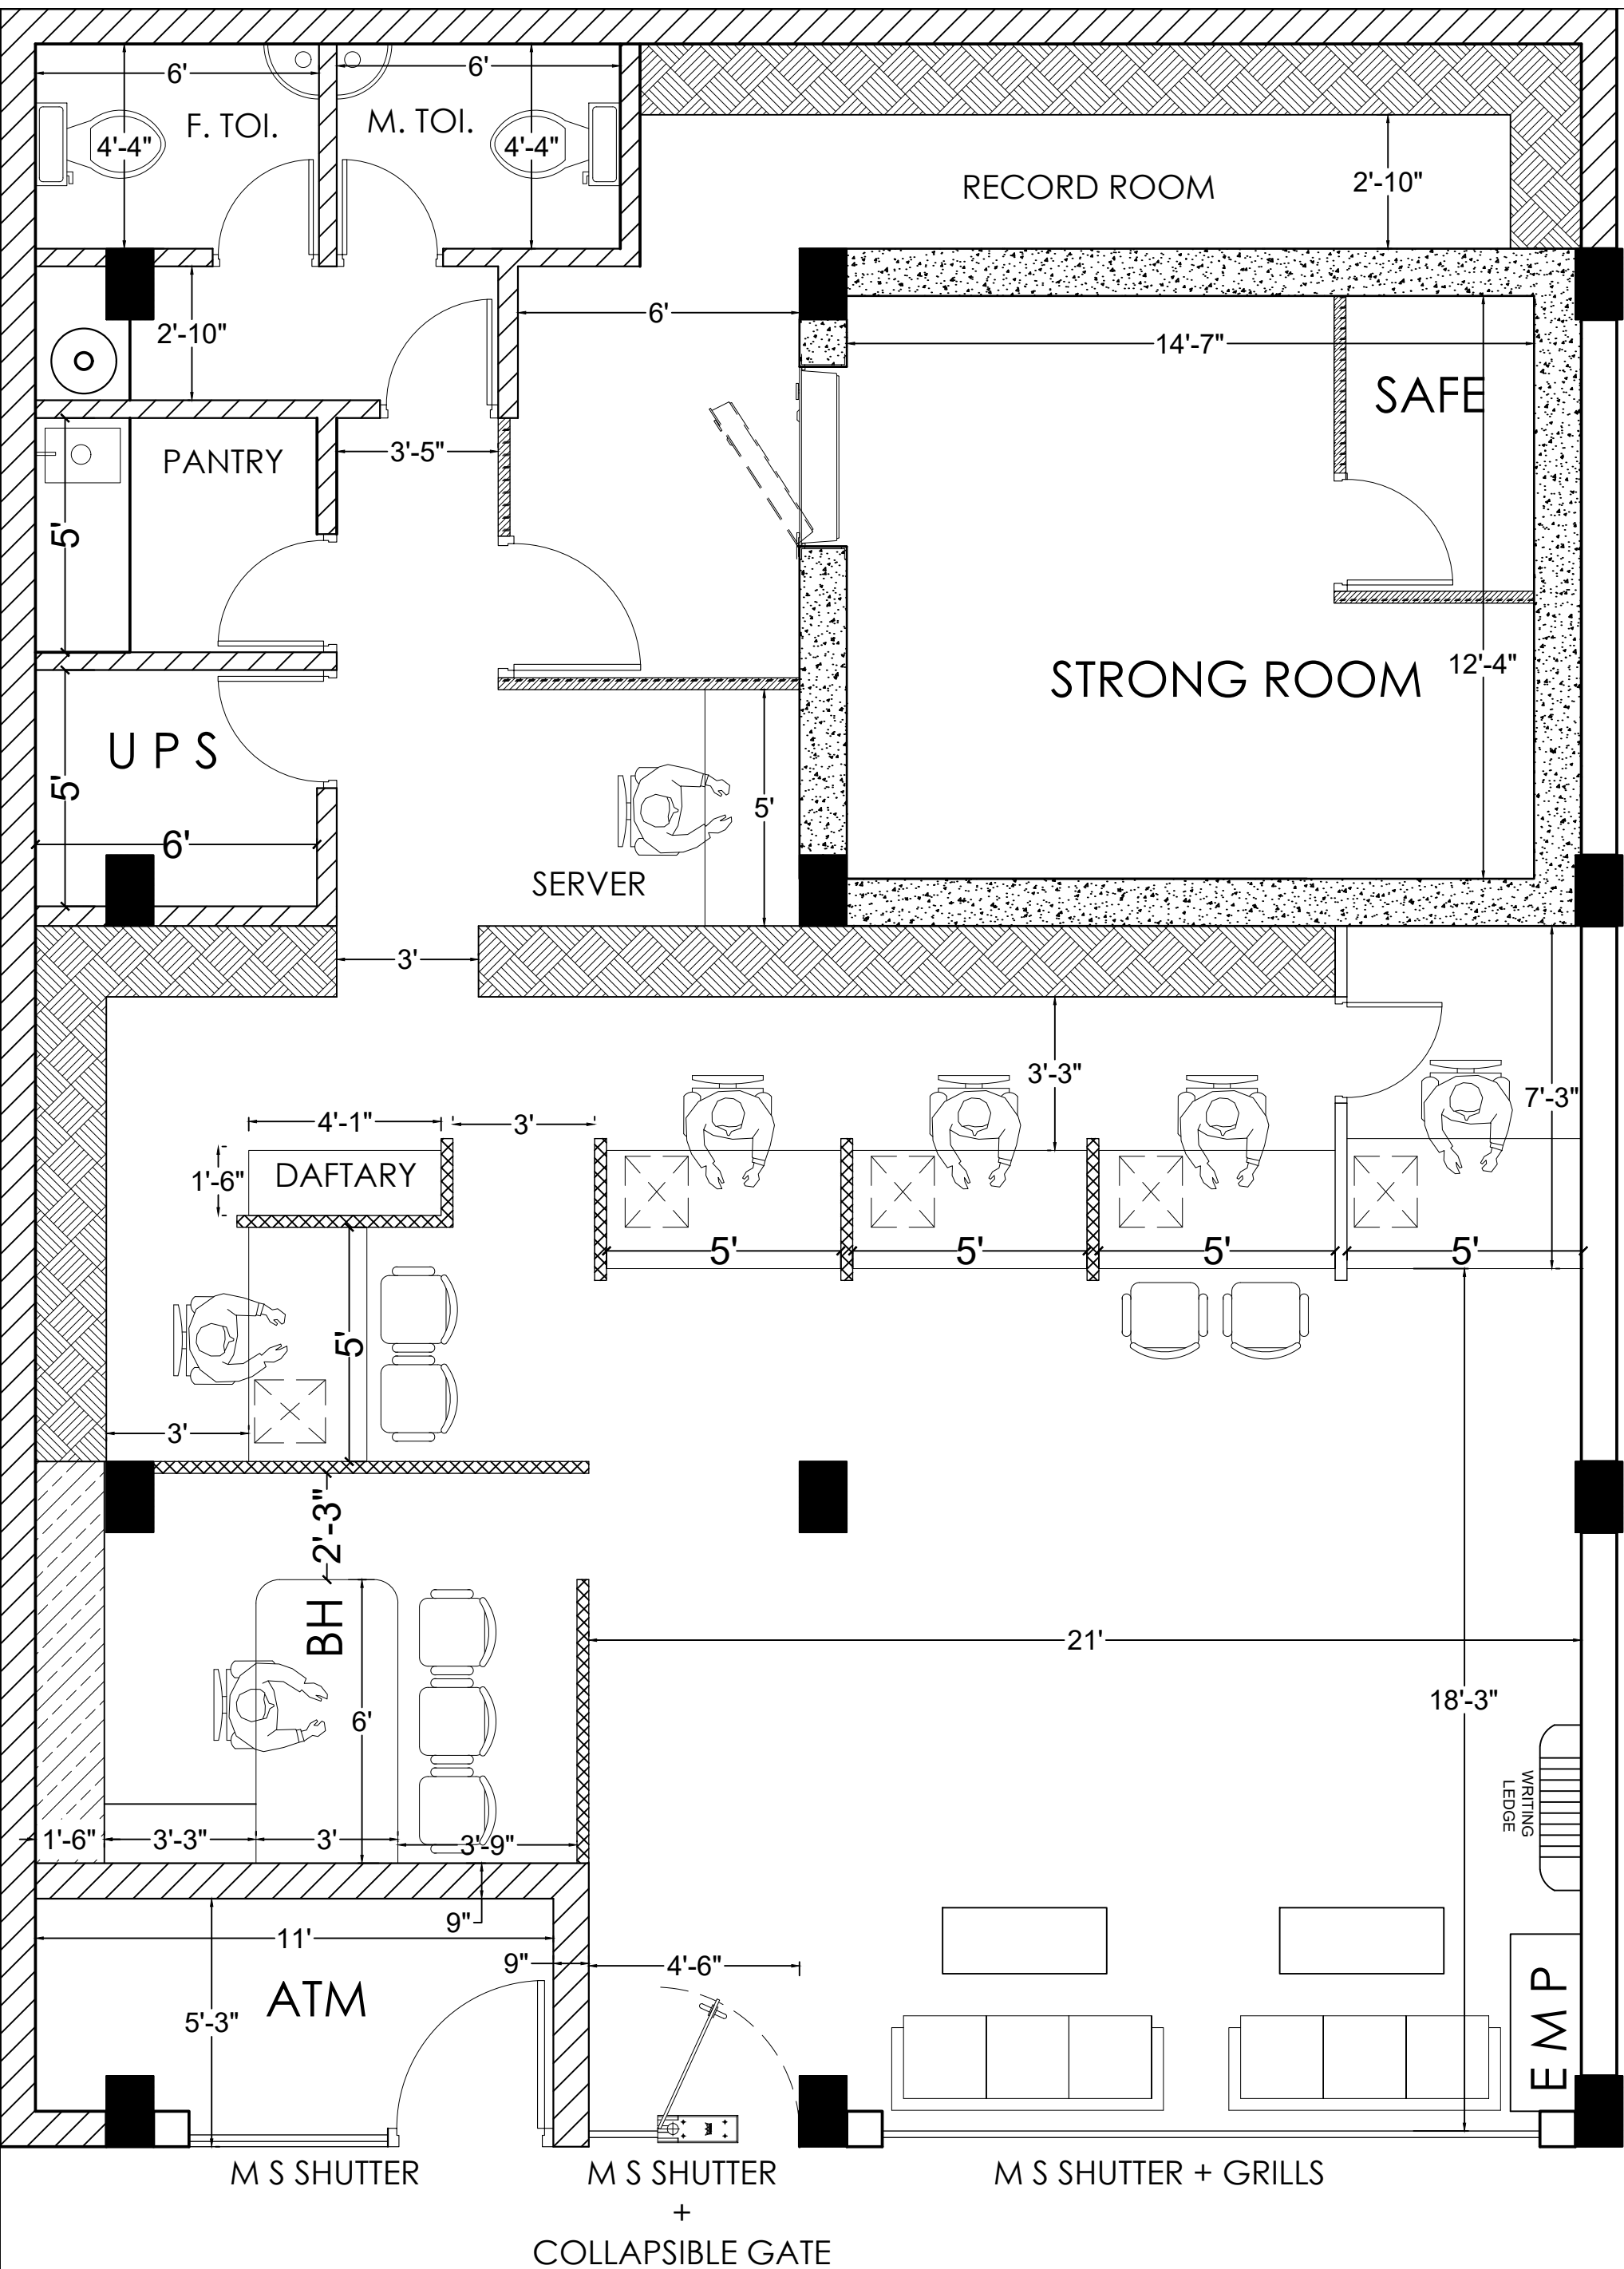 6'
6'
F. TOI.
M. TOI.
4'-4"
4'-4"
RECORD ROOM
2'-10"
2'-10"
6'
14'-7"
SAFE
PANTRY
3'-5"
5'
STRONG ROOM
12'-4"
U P S
5'
5'
6'
SERVER
3'
3'-3"
7'-3"
4'-1"
3'
1'-6"
DAFTARY
5'
5'
5'
5'
5'
3'
2'-3"
BH
21'
6'
18'-3"
WRITING
LEDGE
1'-6"
3'-3"
3'
3'-9"
9"
11'
9"
4'-6"
ATM
5'-3"
E M P
M S SHUTTER
M S SHUTTER
+
COLLAPSIBLE GATE
M S SHUTTER + GRILLS